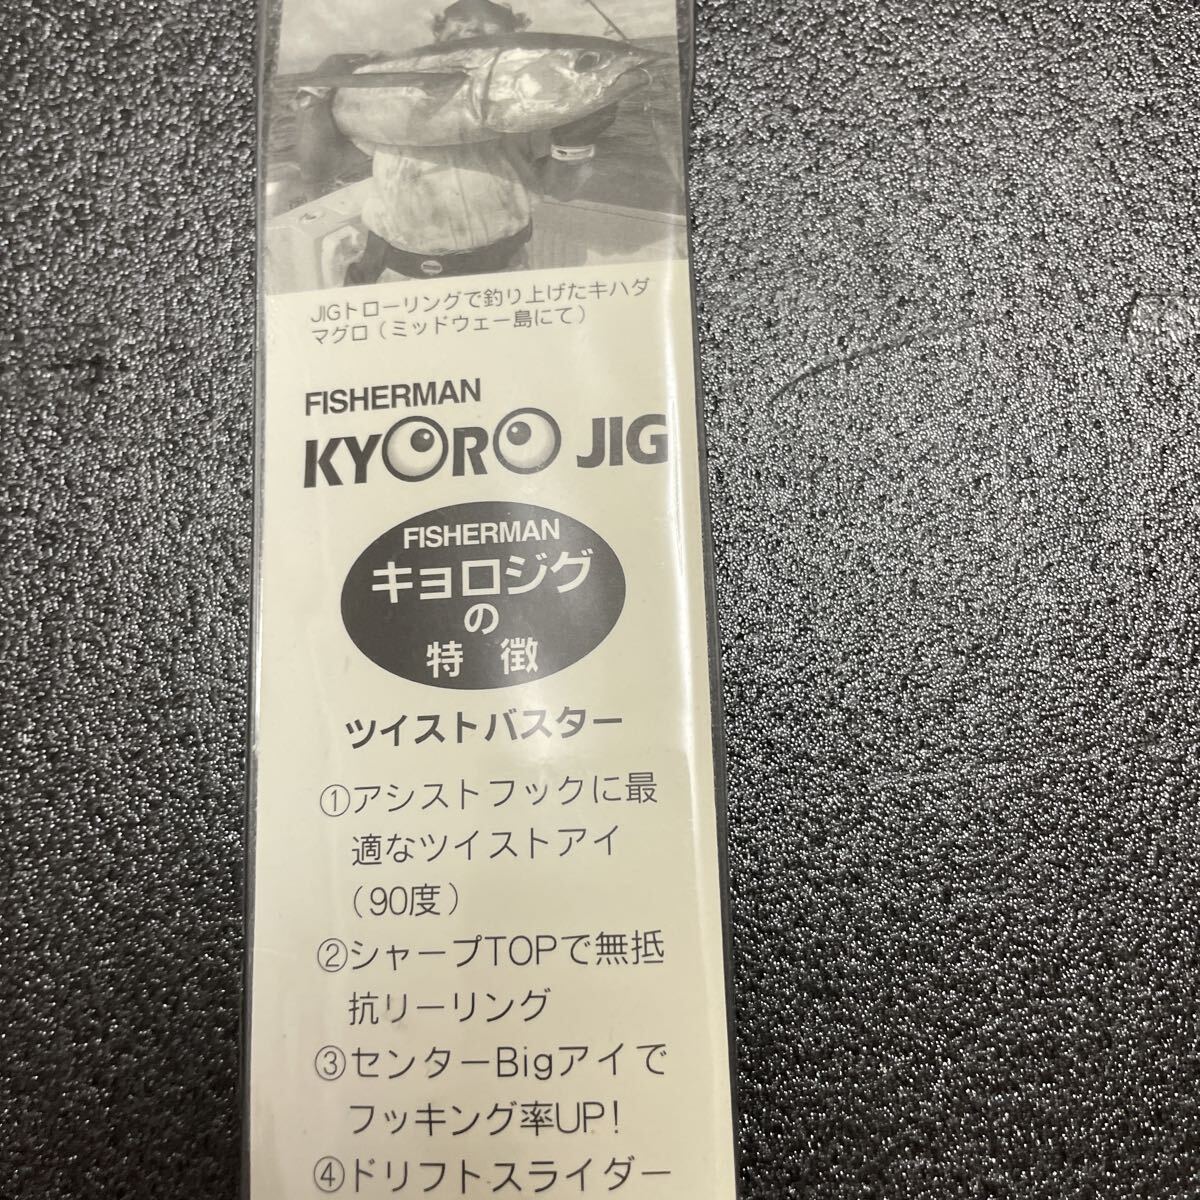 JIGトローリングで釣り上げたキハダ
マグロ（ミッドウェー島にて）
FISHERMAN
KYORO JIG
FISHERMAN
キョロジグ
の
特 徴
ツイストバスター
①アシストフックに最
適なツイストアイ
（90度）
②シャープTOPで無抵
抗リーリング
③センターBigアイで
フッキング率UP!
④ドリフトスライダー